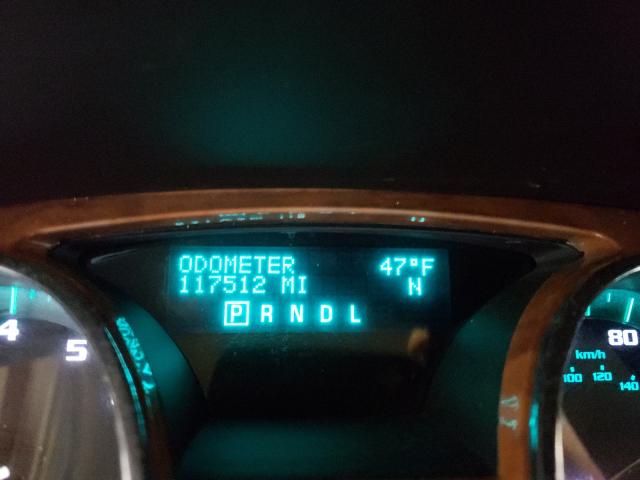 ODOMETER 47°F
117512 MI N
P R N D L
4
5
80
km/h
100 120 140